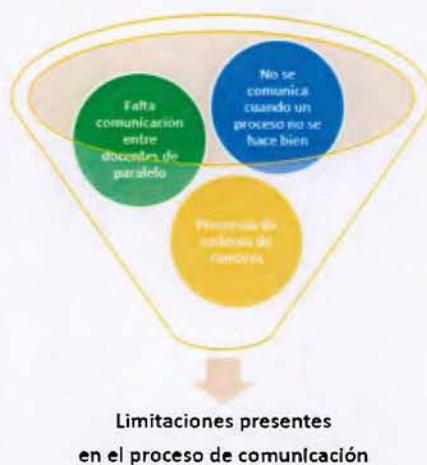 Falta
comunicación
entre
docentes de
paralelo
No se
comunica
cuando un
proceso no se
hace bien
Presencia de
cadenas de
rumores
Limitaciones presentes
en el proceso de comunicación